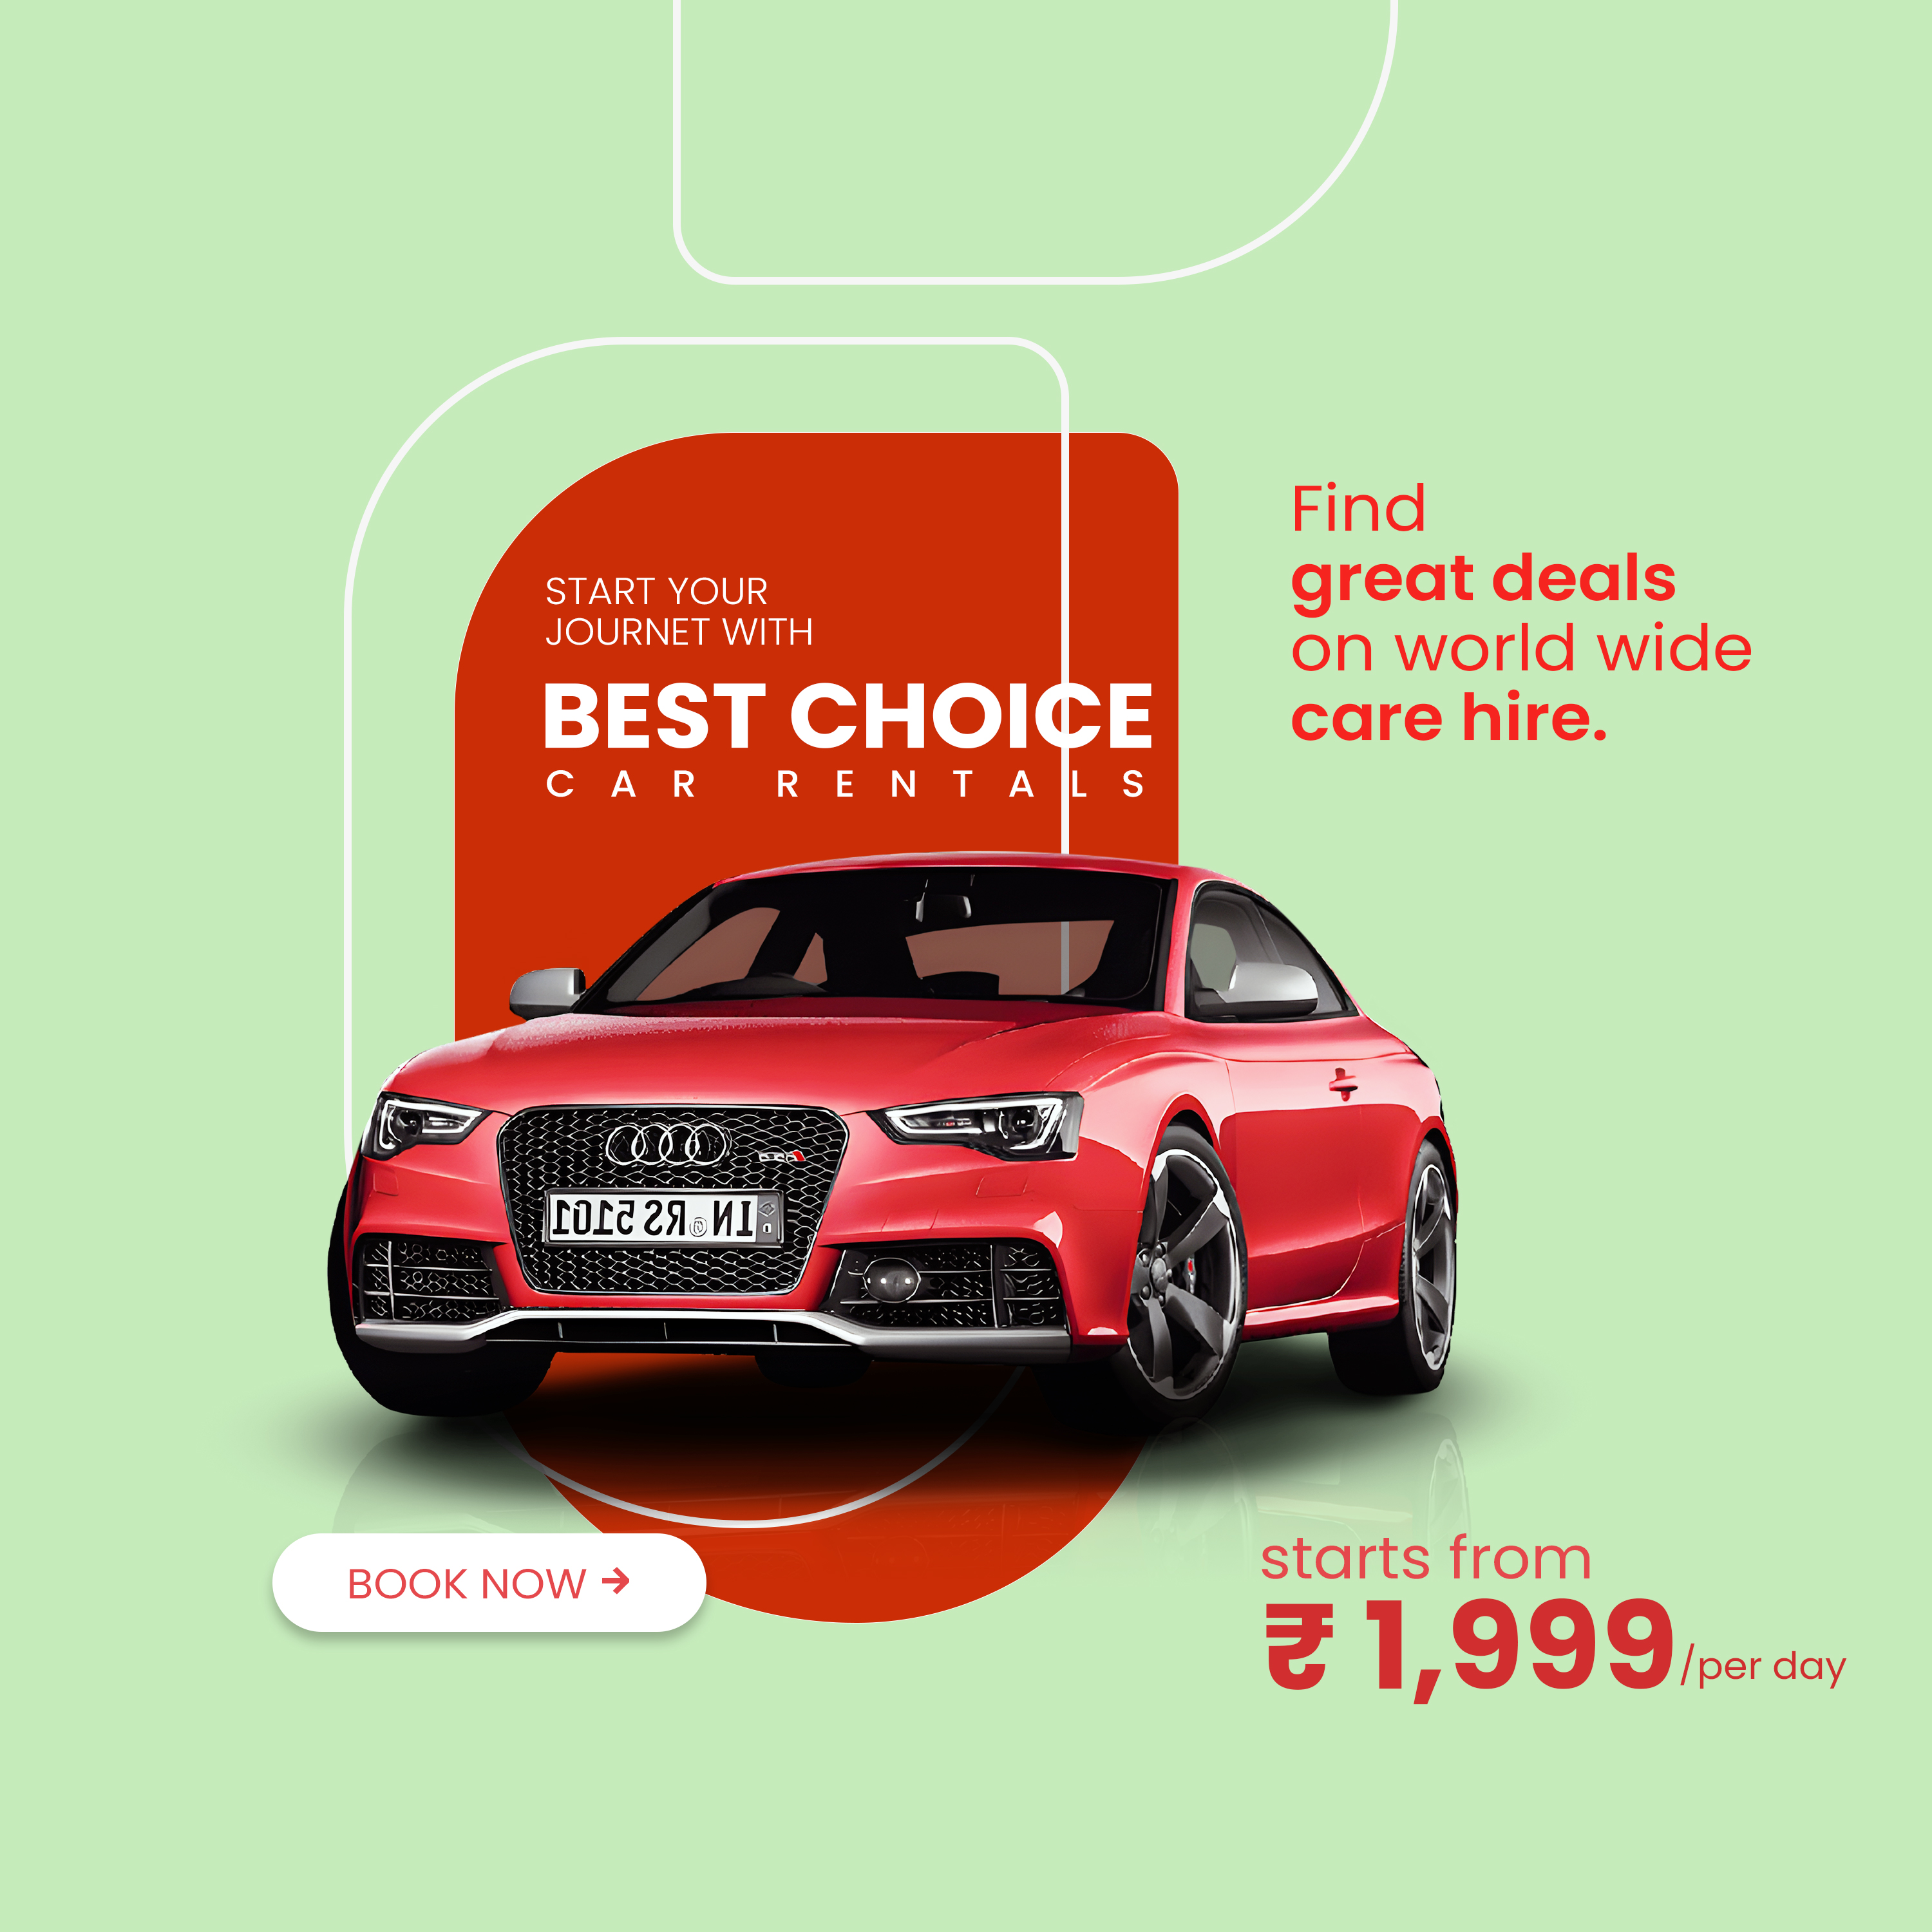 START YOUR
JOURNET WITH
BEST CHOICE
CAR RENTALS
Find
great deals
on world wide
care hire.
IN RS 5101
BOOK NOW →
starts from
₹ 1,999/per day